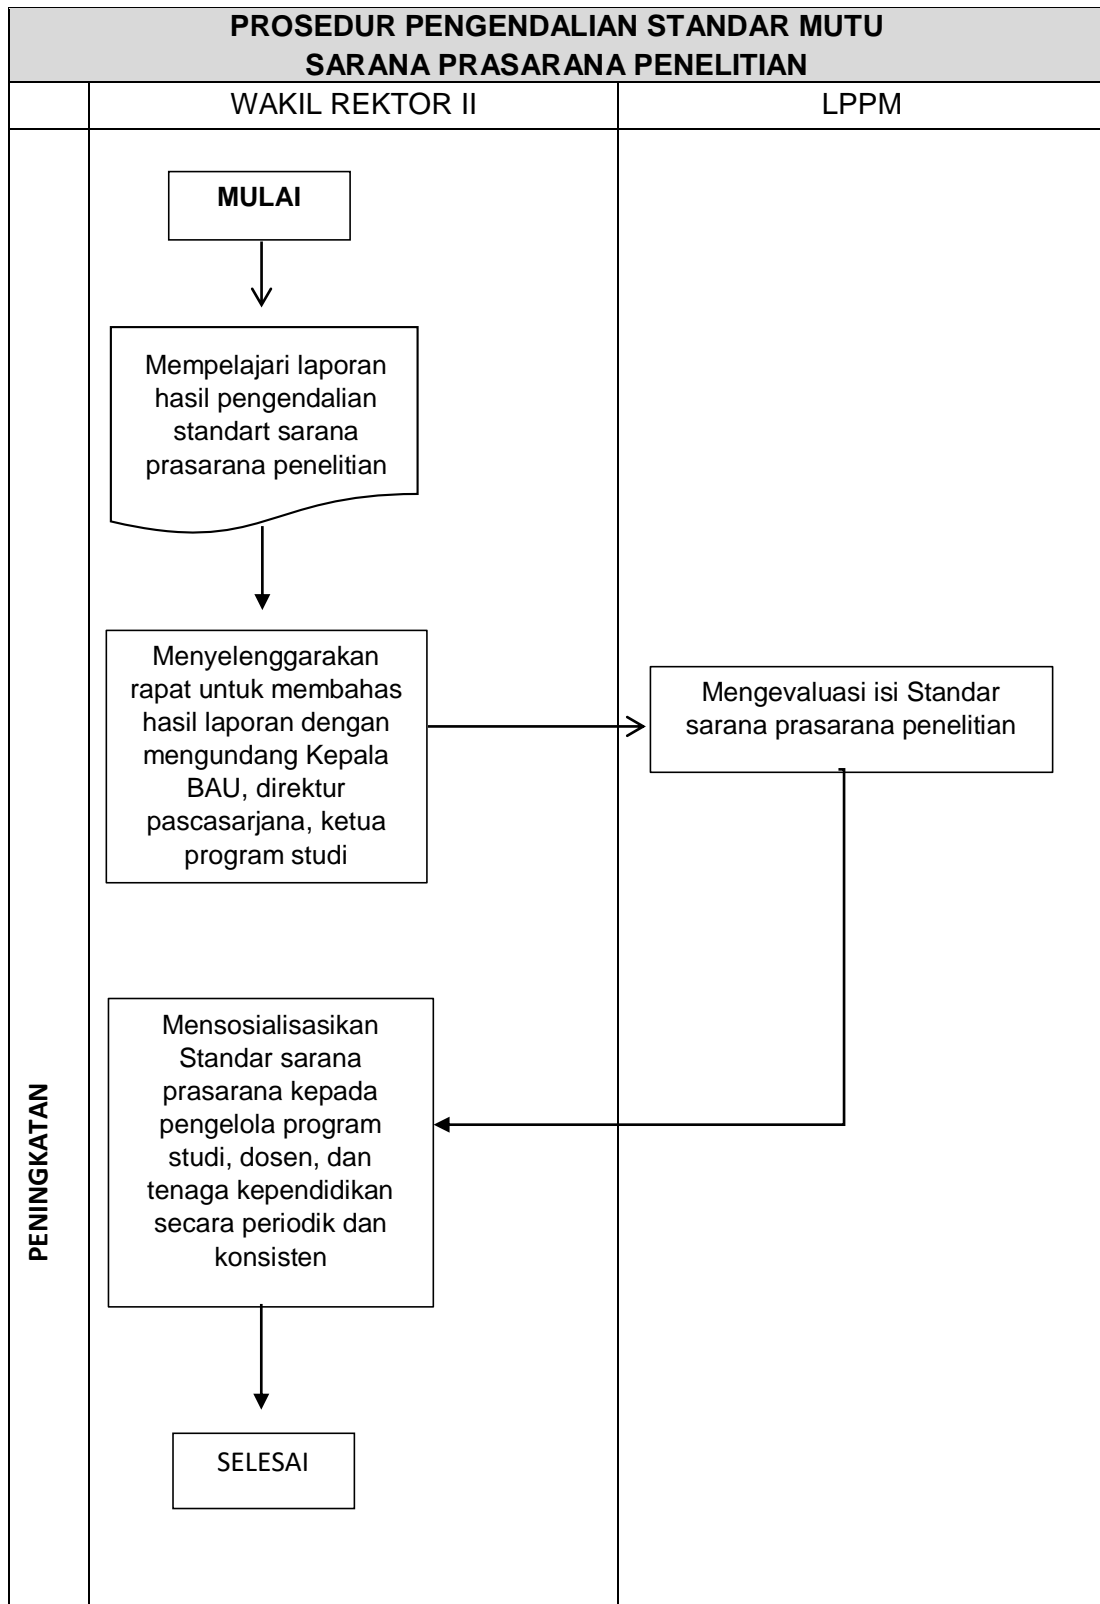 PROSEDUR PENGENDALIAN STANDAR MUTU
SARANA PRASARANA PENELITIAN
WAKIL REKTOR II
LPPM
MULAI
Mempelajari laporan
hasil pengendalian
standart sarana
prasarana penelitian
Menyelenggarakan
rapat untuk membahas
hasil laporan dengan
mengundang Kepala
BAU, direktur
pascasarjana, ketua
program studi
Mengevaluasi isi Standar
sarana prasarana penelitian
Mensosialisasikan
Standar sarana
prasarana kepada
pengelola program
studi, dosen, dan
tenaga kependidikan
secara periodik dan
konsisten
PENINGKATAN
SELESAI